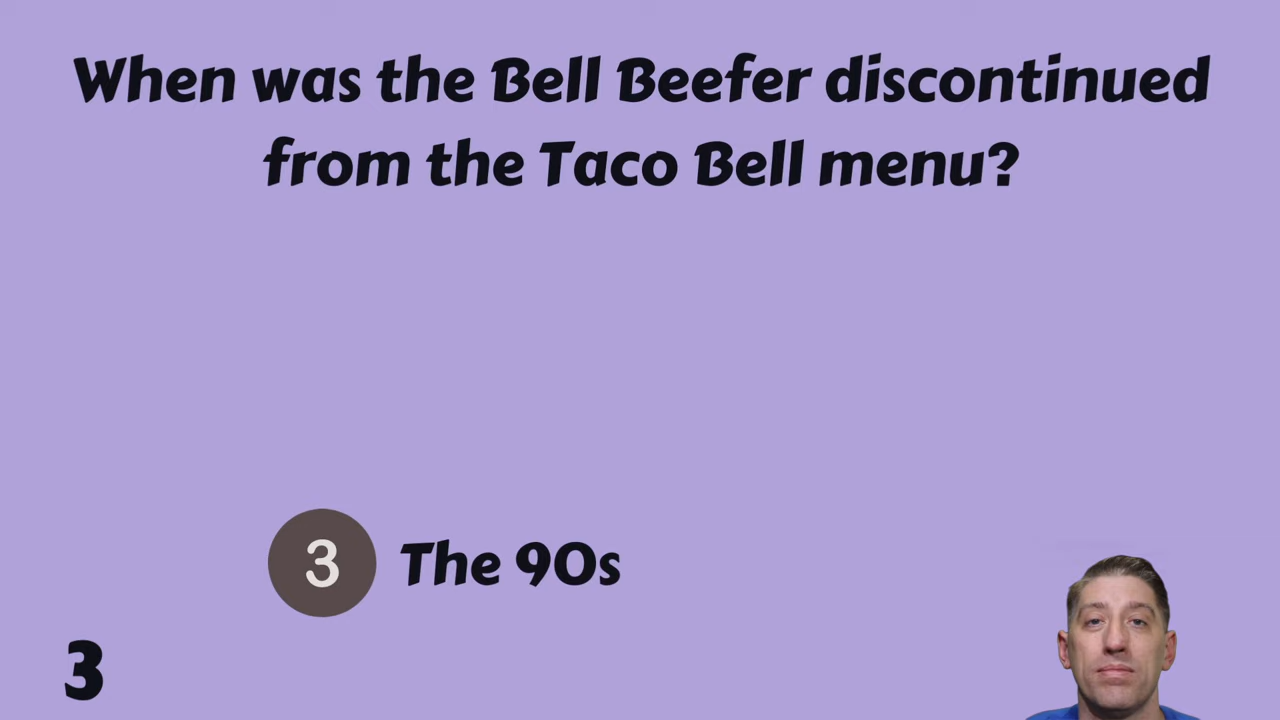 When was the Bell Beefer discontinued
from the Taco Bell menu?
3 The 90s
3